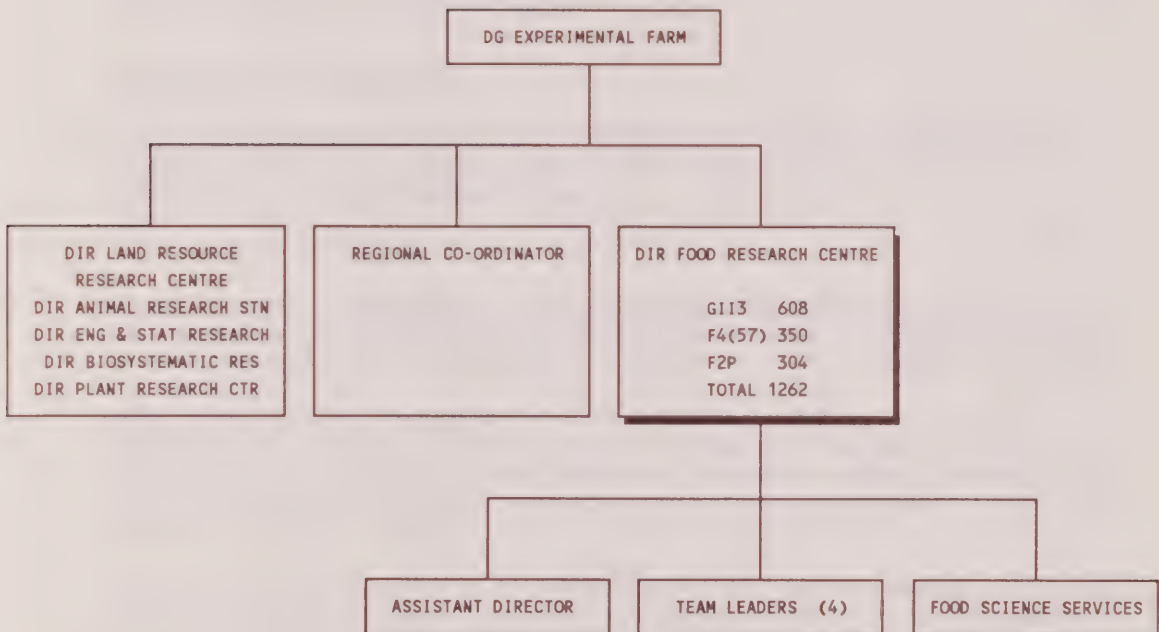 DG EXPERIMENTAL FARM
DIR LAND RESOURCE
RESEARCH CENTRE
DIR ANIMAL RESEARCH STN
DIR ENG & STAT RESEARCH
DIR BIOSYSTEMATIC RES
DIR PLANT RESEARCH CTR
REGIONAL CO-ORDINATOR
DIR FOOD RESEARCH CENTRE
GII3 608
F4(57) 350
F2P 304
TOTAL 1262
ASSISTANT DIRECTOR
TEAM LEADERS (4)
FOOD SCIENCE SERVICES